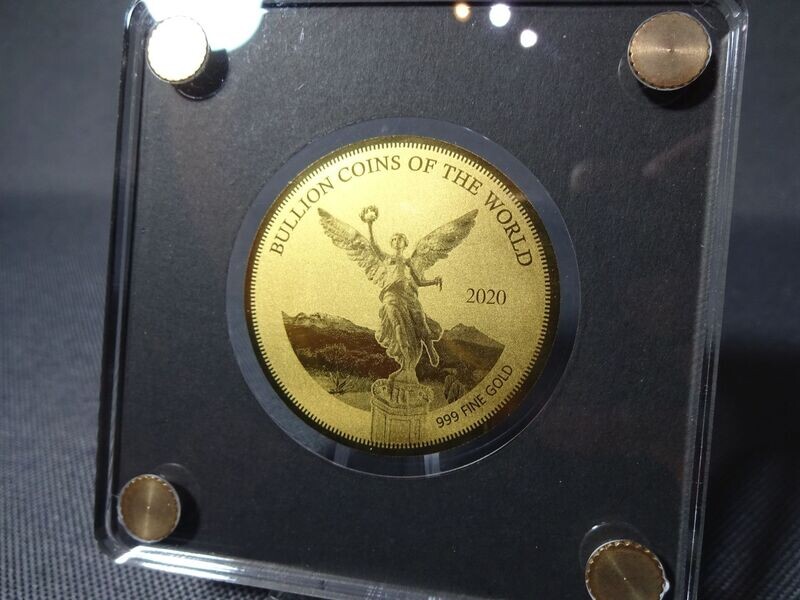 BULLION COINS OF THE WORLD
2020
999 FINE GOLD